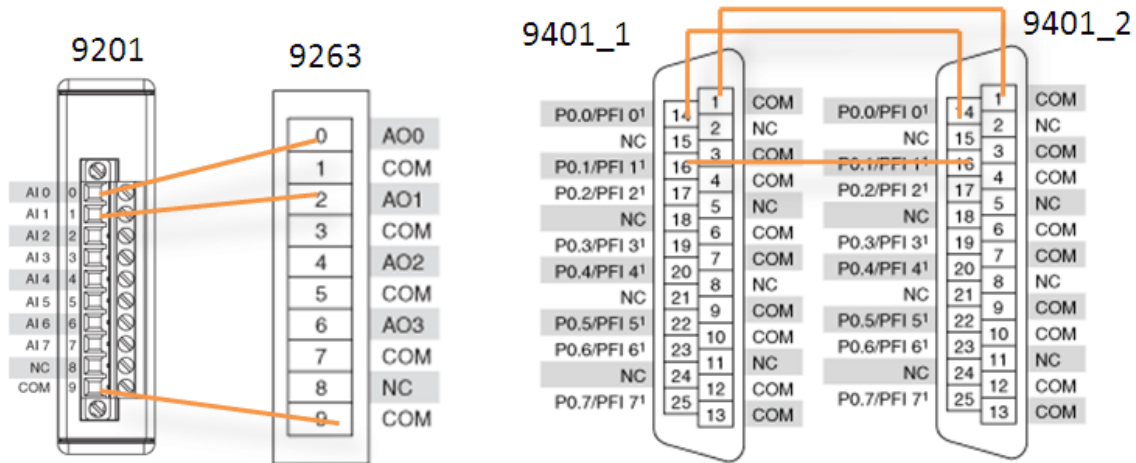 9201
AI 0 0
AI 1 1
AI 2 2
AI 3 3
AI 4 4
AI 5 5
AI 6 6
AI 7 7
NC 8
COM 9
9263
0 AO0
1 COM
2 AO1
3 COM
4 AO2
5 COM
6 AO3
7 COM
8 NC
9 COM
9401_1
P0.0/PFI 0¹ 14
NC 15
P0.1/PFI 1¹ 16
P0.2/PFI 2¹ 17
NC 18
P0.3/PFI 3¹ 19
P0.4/PFI 4¹ 20
NC 21
P0.5/PFI 5¹ 22
P0.6/PFI 6¹ 23
NC 24
P0.7/PFI 7¹ 25
1 COM
2 NC
3 COM
4 COM
5 NC
6 COM
7 COM
8 NC
9 COM
10 COM
11 NC
12 COM
13 COM
9401_2
P0.0/PFI 0¹ 14
NC 15
P0.1/PFI 1¹ 16
P0.2/PFI 2¹ 17
NC 18
P0.3/PFI 3¹ 19
P0.4/PFI 4¹ 20
NC 21
P0.5/PFI 5¹ 22
P0.6/PFI 6¹ 23
NC 24
P0.7/PFI 7¹ 25
1 COM
2 NC
3 COM
4 COM
5 NC
6 COM
7 COM
8 NC
9 COM
10 COM
11 NC
12 COM
13 COM